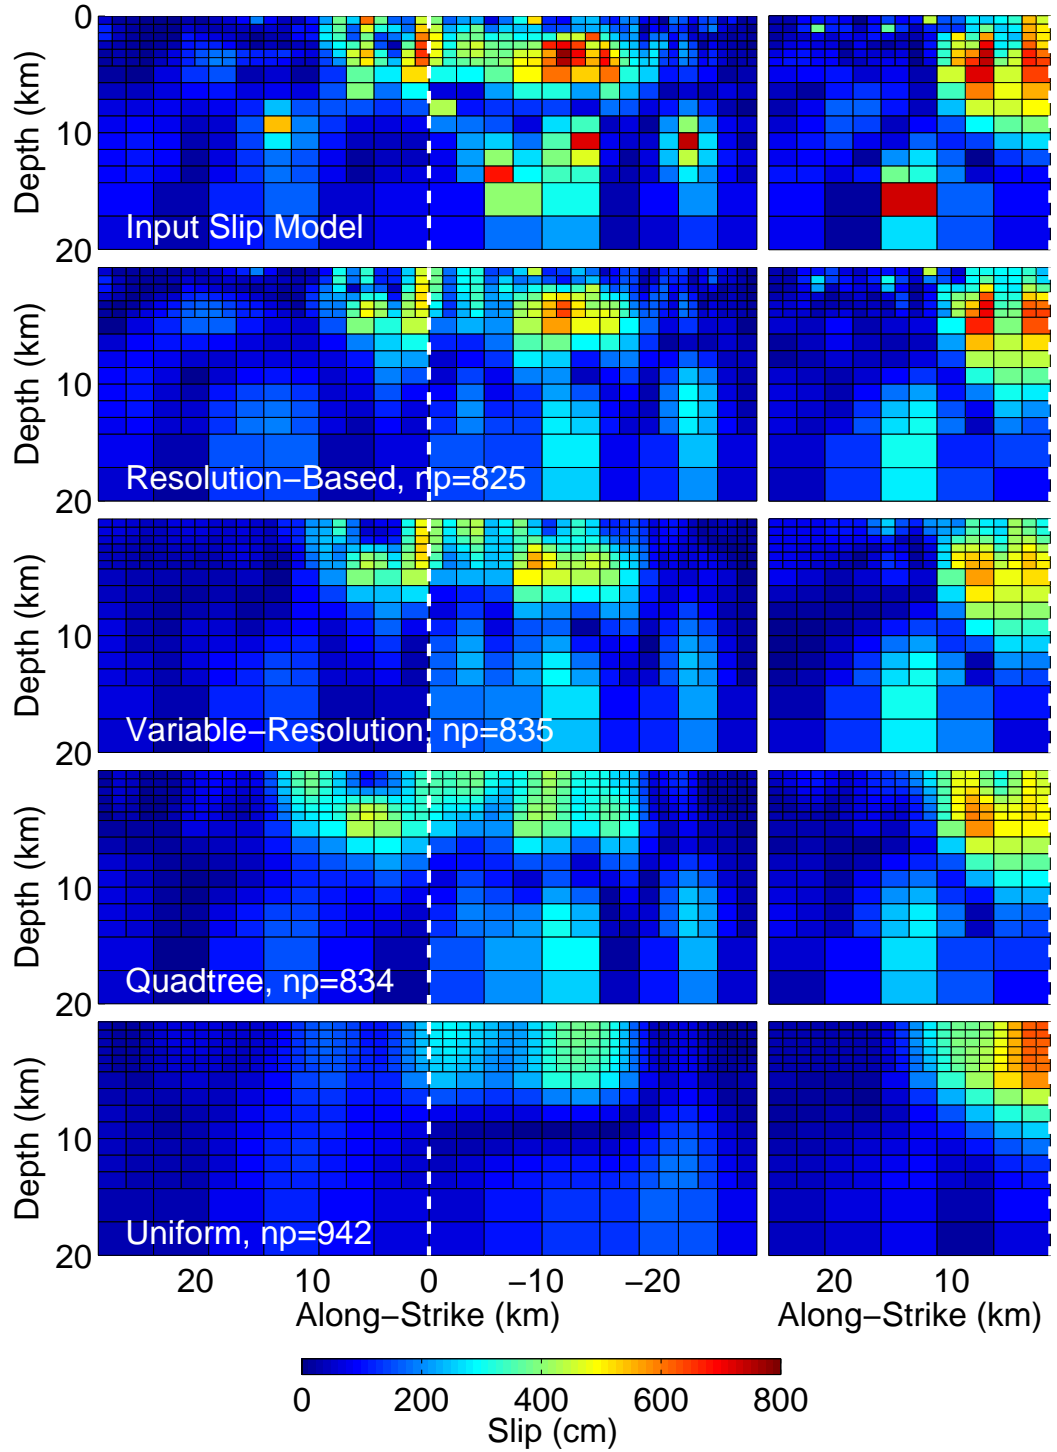 0
Depth (km)
10
Input Slip Model
20
Depth (km)
10
Resolution−Based, np=825
20
Depth (km)
10
Variable−Resolution, np=835
20
Depth (km)
10
Quadtree, np=834
20
Depth (km)
10
Uniform, np=942
20
20 10 0 −10 −20 20 10
Along−Strike (km) Along−Strike (km)
0 200 400 600 800
Slip (cm)